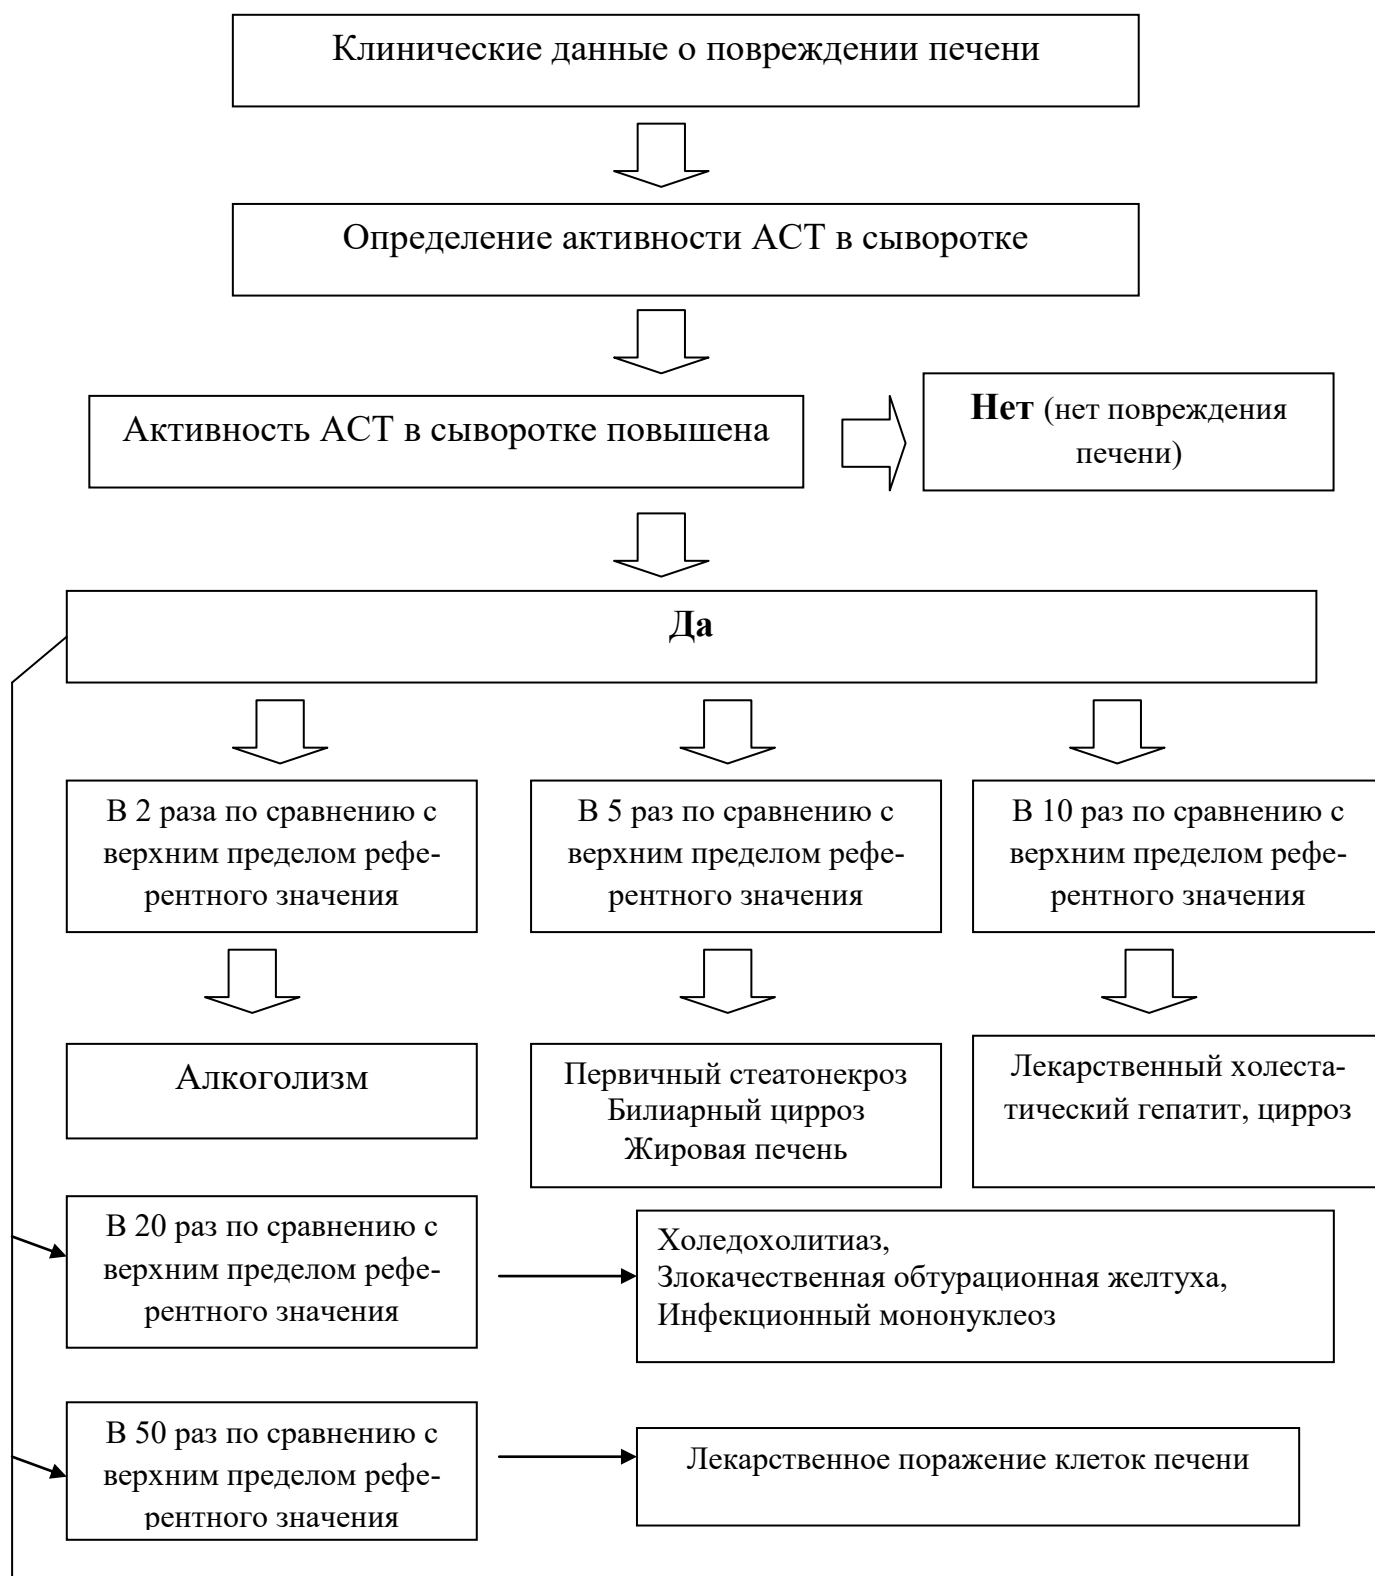 Клинические данные о повреждении печени
Определение активности АСТ в сыворотке
Активность АСТ в сыворотке повышена
Нет (нет повреждения
печени)
Да
В 2 раза по сравнению с
верхним пределом рефе-
рентного значения
В 5 раз по сравнению с
верхним пределом рефе-
рентного значения
В 10 раз по сравнению с
верхним пределом рефе-
рентного значения
Алкоголизм
Первичный стеатонекроз
Билиарный цирроз
Жировая печень
Лекарственный холеста-
тический гепатит, цирроз
В 20 раз по сравнению с
верхним пределом рефе-
рентного значения
Холедохолитиаз,
Злокачественная обтурационная желтуха,
Инфекционный мононуклеоз
В 50 раз по сравнению с
верхним пределом рефе-
рентного значения
Лекарственное поражение клеток печени